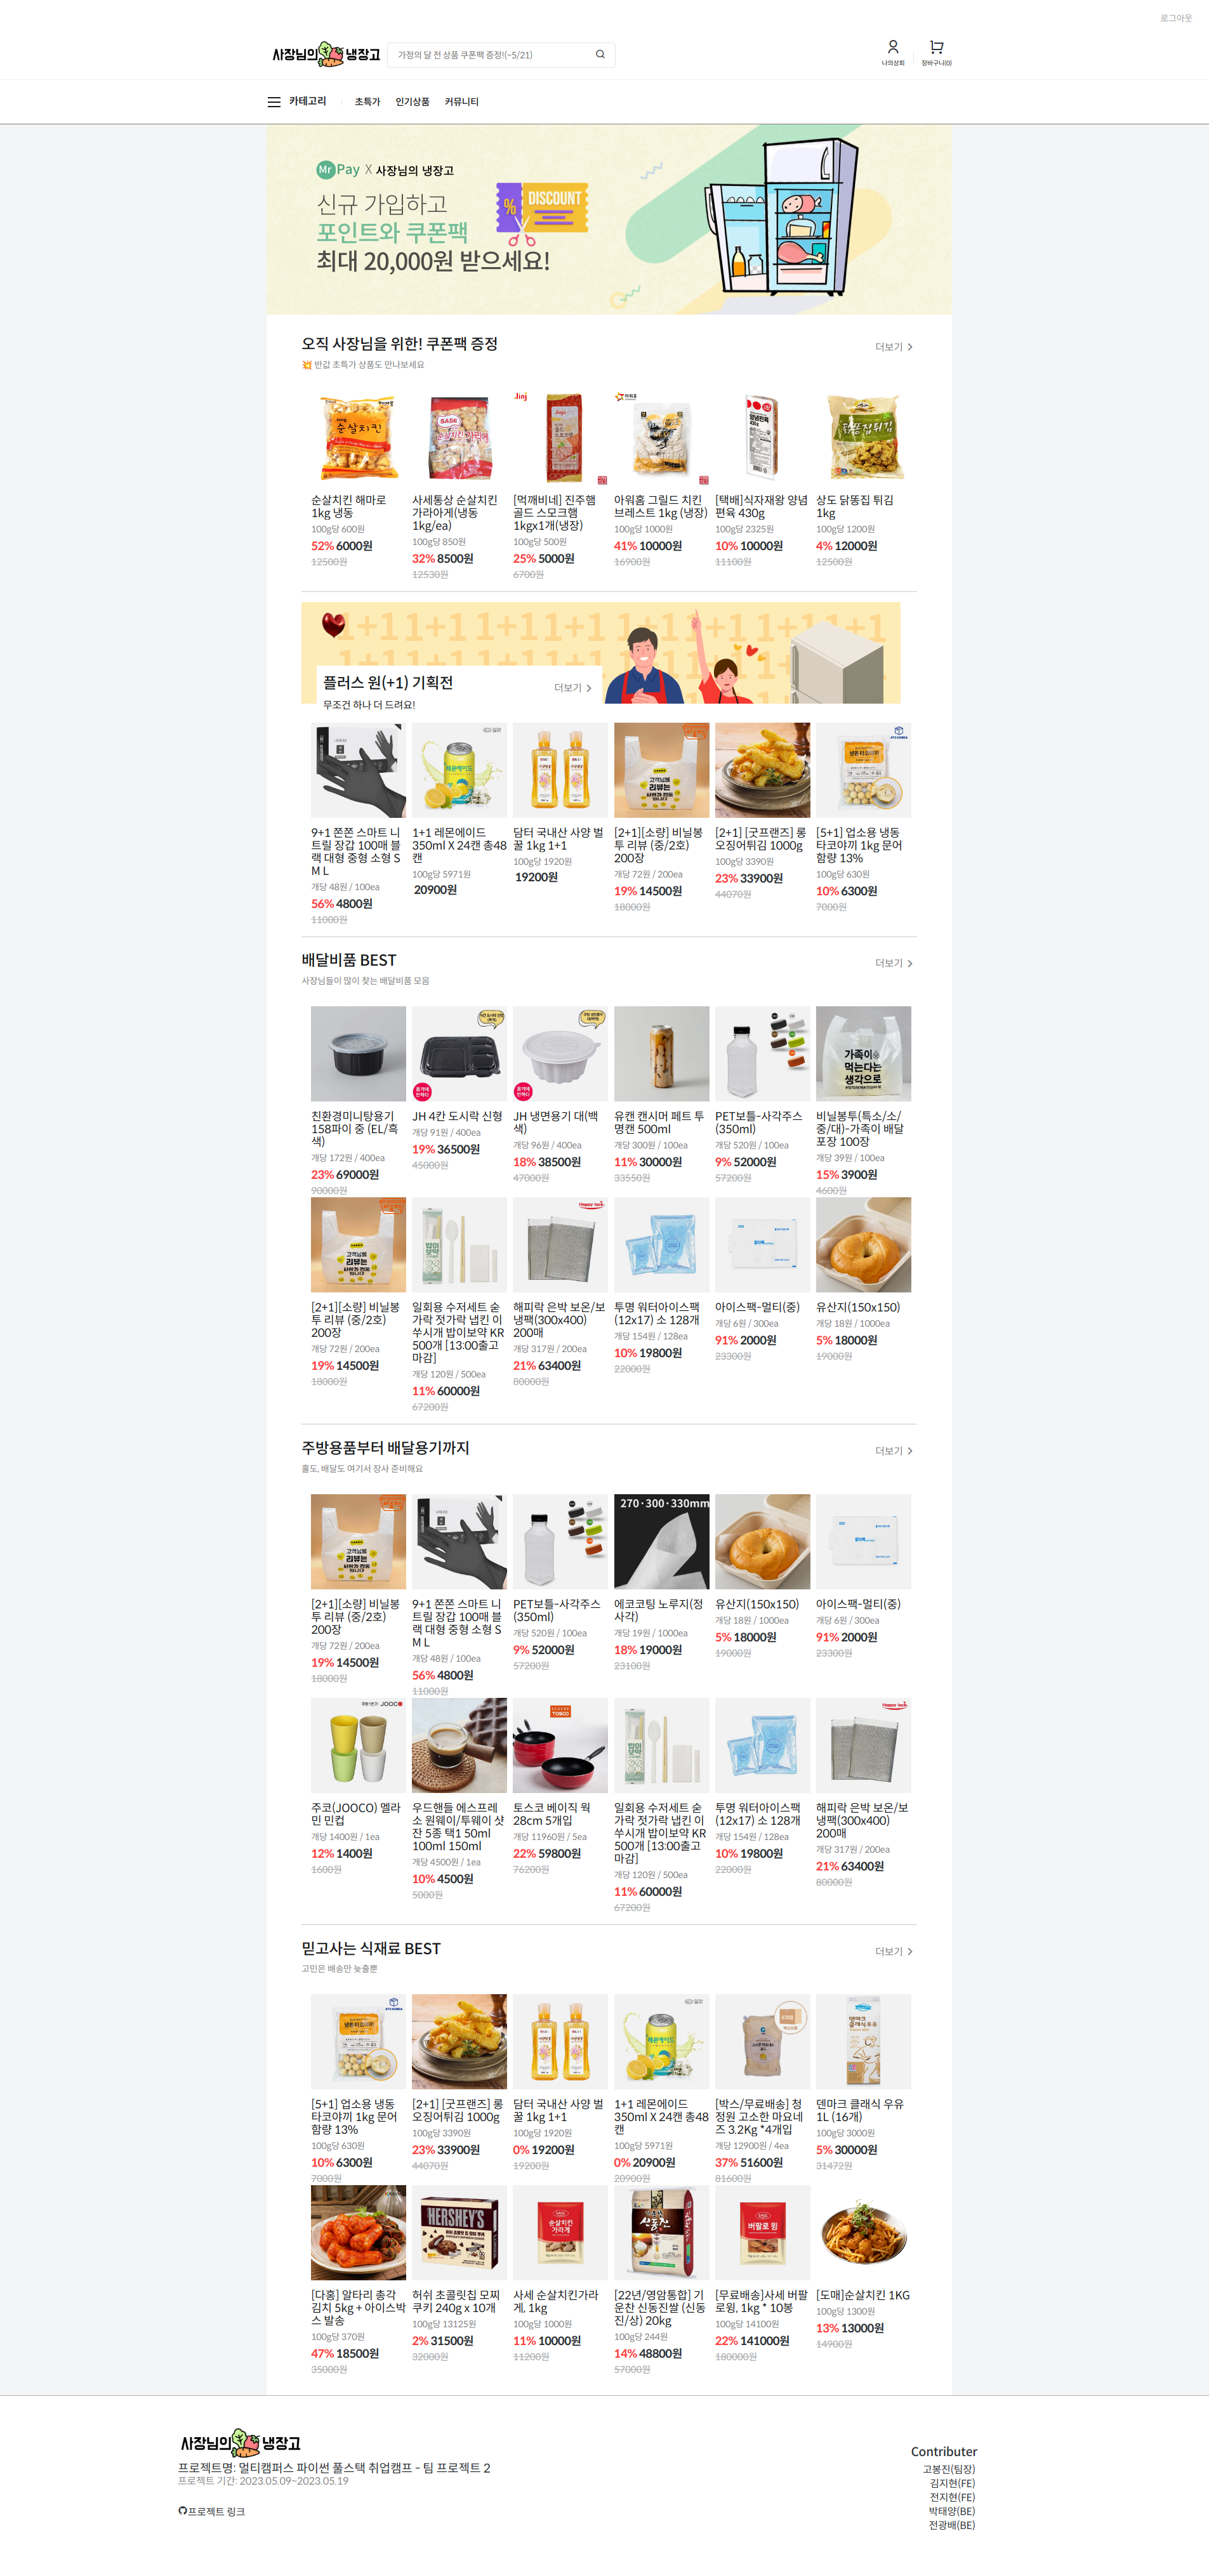 로그아웃
사장님의 냉장고
가정의 달 전 상품 쿠폰팩 증정!(~5/21)
나의상회
장바구니(0)
카테고리
초특가
인기상품
커뮤니티
Mr Pay X 사장님의 냉장고
신규 가입하고
포인트와 쿠폰팩
최대 20,000원 받으세요!
% DISCOUNT
오직 사장님을 위한! 쿠폰팩 증정
더보기
💥 반값 초특가 상품도 만나보세요
순살치킨 해마로 1kg 냉동
100g당 600원
52% 6000원
12500원
사세통상 순살치킨 가라아게(냉동 1kg/ea)
100g당 850원
32% 8500원
12530원
[먹깨비네] 진주햄 골드 스모크햄 1kgx1개(냉장)
100g당 500원
25% 5000원
6700원
아워홈 그릴드 치킨 브레스트 1kg (냉장)
100g당 1000원
41% 10000원
16900원
[택배]식자재왕 양념 편육 430g
100g당 2325원
10% 10000원
11100원
상도 닭똥집 튀김 1kg
100g당 1200원
4% 12000원
12500원
플러스 원(+1) 기획전
더보기
무조건 하나 더 드려요!
9+1 쫀쫀 스마트 니트릴 장갑 100매 블랙 대형 중형 소형 S M L
개당 48원 / 100ea
56% 4800원
11000원
1+1 레몬에이드 350ml X 24캔 총48캔
100g당 5971원
20900원
담터 국내산 사양 벌꿀 1kg 1+1
100g당 1920원
19200원
[2+1][소량] 비닐봉투 리뷰 (중/2호) 200장
개당 72원 / 200ea
19% 14500원
18000원
[2+1] [굿프랜즈] 롱 오징어튀김 1000g
100g당 3390원
23% 33900원
44070원
[5+1] 업소용 냉동 타코야끼 1kg 문어 함량 13%
100g당 630원
10% 6300원
7000원
배달비품 BEST
더보기
사장님들이 많이 찾는 배달비품 모음
친환경미니탕용기 158파이 중 (EL/흑색)
개당 172원 / 400ea
23% 69000원
90000원
JH 4칸 도시락 신형
개당 91원 / 400ea
19% 36500원
45000원
JH 냉면용기 대(백색)
개당 96원 / 400ea
18% 38500원
47000원
유캔 캔시머 페트 투명캔 500ml
개당 300원 / 100ea
11% 30000원
33550원
PET보틀-사각주스 (350ml)
개당 520원 / 100ea
9% 52000원
57200원
비닐봉투(특소/소/중/대)-가족이 배달 포장 100장
개당 39원 / 100ea
15% 3900원
4600원
[2+1][소량] 비닐봉투 리뷰 (중/2호) 200장
개당 72원 / 200ea
19% 14500원
18000원
일회용 수저세트 숟가락 젓가락 냅킨 이쑤시개 밥이보약 KR 500개 [13:00출고마감]
개당 120원 / 500ea
11% 60000원
67200원
해피락 은박 보온/보냉팩(300x400) 200매
개당 317원 / 200ea
21% 63400원
80000원
투명 워터아이스팩 (12x17) 소 128개
개당 154원 / 128ea
10% 19800원
22000원
아이스팩-멀티(중)
개당 6원 / 300ea
91% 2000원
23300원
유산지(150x150)
개당 18원 / 1000ea
5% 18000원
19000원
주방용품부터 배달용기까지
더보기
홀도, 배달도 여기서 장사 준비해요
[2+1][소량] 비닐봉투 리뷰 (중/2호) 200장
개당 72원 / 200ea
19% 14500원
18000원
9+1 쫀쫀 스마트 니트릴 장갑 100매 블랙 대형 중형 소형 S M L
개당 48원 / 100ea
56% 4800원
11000원
PET보틀-사각주스 (350ml)
개당 520원 / 100ea
9% 52000원
57200원
270·300·330mm
에코코팅 노루지(정사각)
개당 19원 / 1000ea
18% 19000원
23100원
유산지(150x150)
개당 18원 / 1000ea
5% 18000원
19000원
아이스팩-멀티(중)
개당 6원 / 300ea
91% 2000원
23300원
주코(JOOCO) 멜라민 민컵
개당 1400원 / 1ea
12% 1400원
1600원
우드핸들 에스프레소 원웨이/투웨이 샷잔 5종 택1 50ml 100ml 150ml
개당 4500원 / 1ea
10% 4500원
5000원
토스코 베이직 웍 28cm 5개입
개당 11960원 / 5ea
22% 59800원
76200원
일회용 수저세트 숟가락 젓가락 냅킨 이쑤시개 밥이보약 KR 500개 [13:00출고마감]
개당 120원 / 500ea
11% 60000원
67200원
투명 워터아이스팩 (12x17) 소 128개
개당 154원 / 128ea
10% 19800원
22000원
해피락 은박 보온/보냉팩(300x400) 200매
개당 317원 / 200ea
21% 63400원
80000원
믿고사는 식재료 BEST
더보기
고민은 배송만 늦출뿐
[5+1] 업소용 냉동 타코야끼 1kg 문어 함량 13%
100g당 630원
10% 6300원
7000원
[2+1] [굿프랜즈] 롱 오징어튀김 1000g
100g당 3390원
23% 33900원
44070원
담터 국내산 사양 벌꿀 1kg 1+1
100g당 1920원
0% 19200원
19200원
1+1 레몬에이드 350ml X 24캔 총48캔
100g당 5971원
0% 20900원
20900원
[박스/무료배송] 청정원 고소한 마요네즈 3.2Kg *4개입
개당 12900원 / 4ea
37% 51600원
81600원
덴마크 클래식 우유 1L (16개)
100g당 3000원
5% 30000원
31472원
[다홍] 알타리 총각김치 5kg + 아이스박스 발송
100g당 370원
47% 18500원
35000원
HERSHEY'S
허쉬 초콜릿칩 모찌쿠키 240g x 10개
100g당 13125원
2% 31500원
32000원
사세 순살치킨가라게, 1kg
100g당 1000원
11% 10000원
11200원
[22년/영암통합] 기운찬 신동진쌀 (신동진/상) 20kg
100g당 244원
14% 48800원
57000원
[무료배송]사세 버팔로윙, 1kg * 10봉
100g당 14100원
22% 141000원
180000원
[도매]순살치킨 1KG
100g당 1300원
13% 13000원
14900원
사장님의 냉장고
프로젝트명: 멀티캠퍼스 파이썬 풀스택 취업캠프 - 팀 프로젝트 2
프로젝트 기간: 2023.05.09~2023.05.19
프로젝트 링크
Contributer
고봉진(팀장)
김지현(FE)
전지현(FE)
박태양(BE)
전광배(BE)